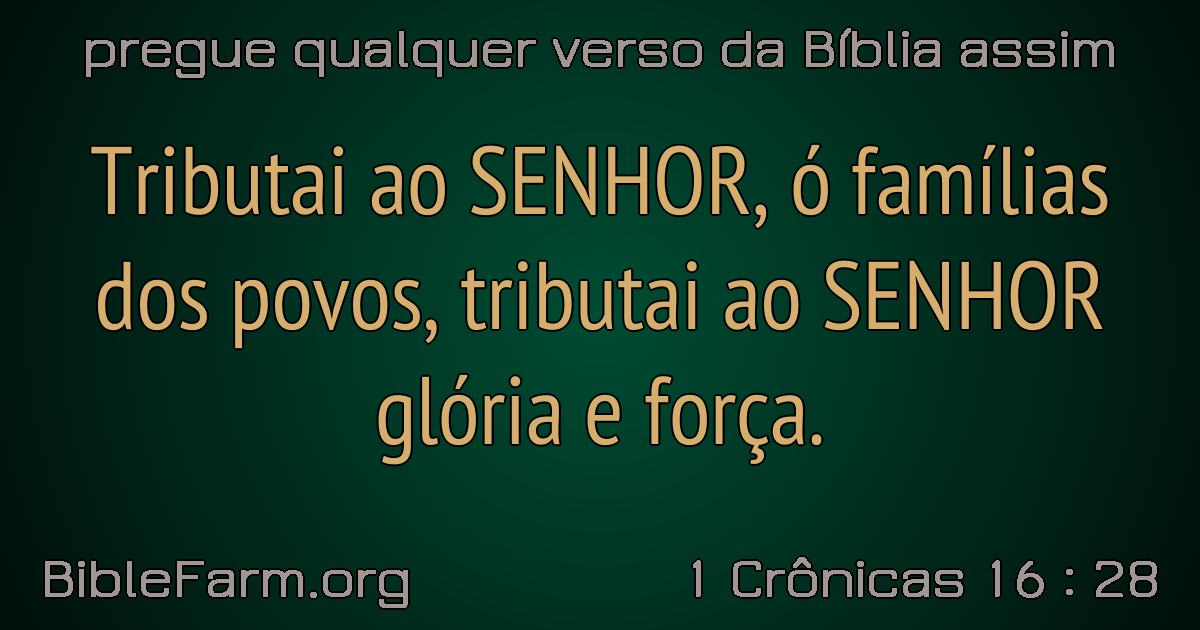 pregue qualquer verso da Bíblia assim
Tributai ao SENHOR, ó famílias
dos povos, tributai ao SENHOR
glória e força.
BibleFarm.org
1 Crônicas 16 : 28